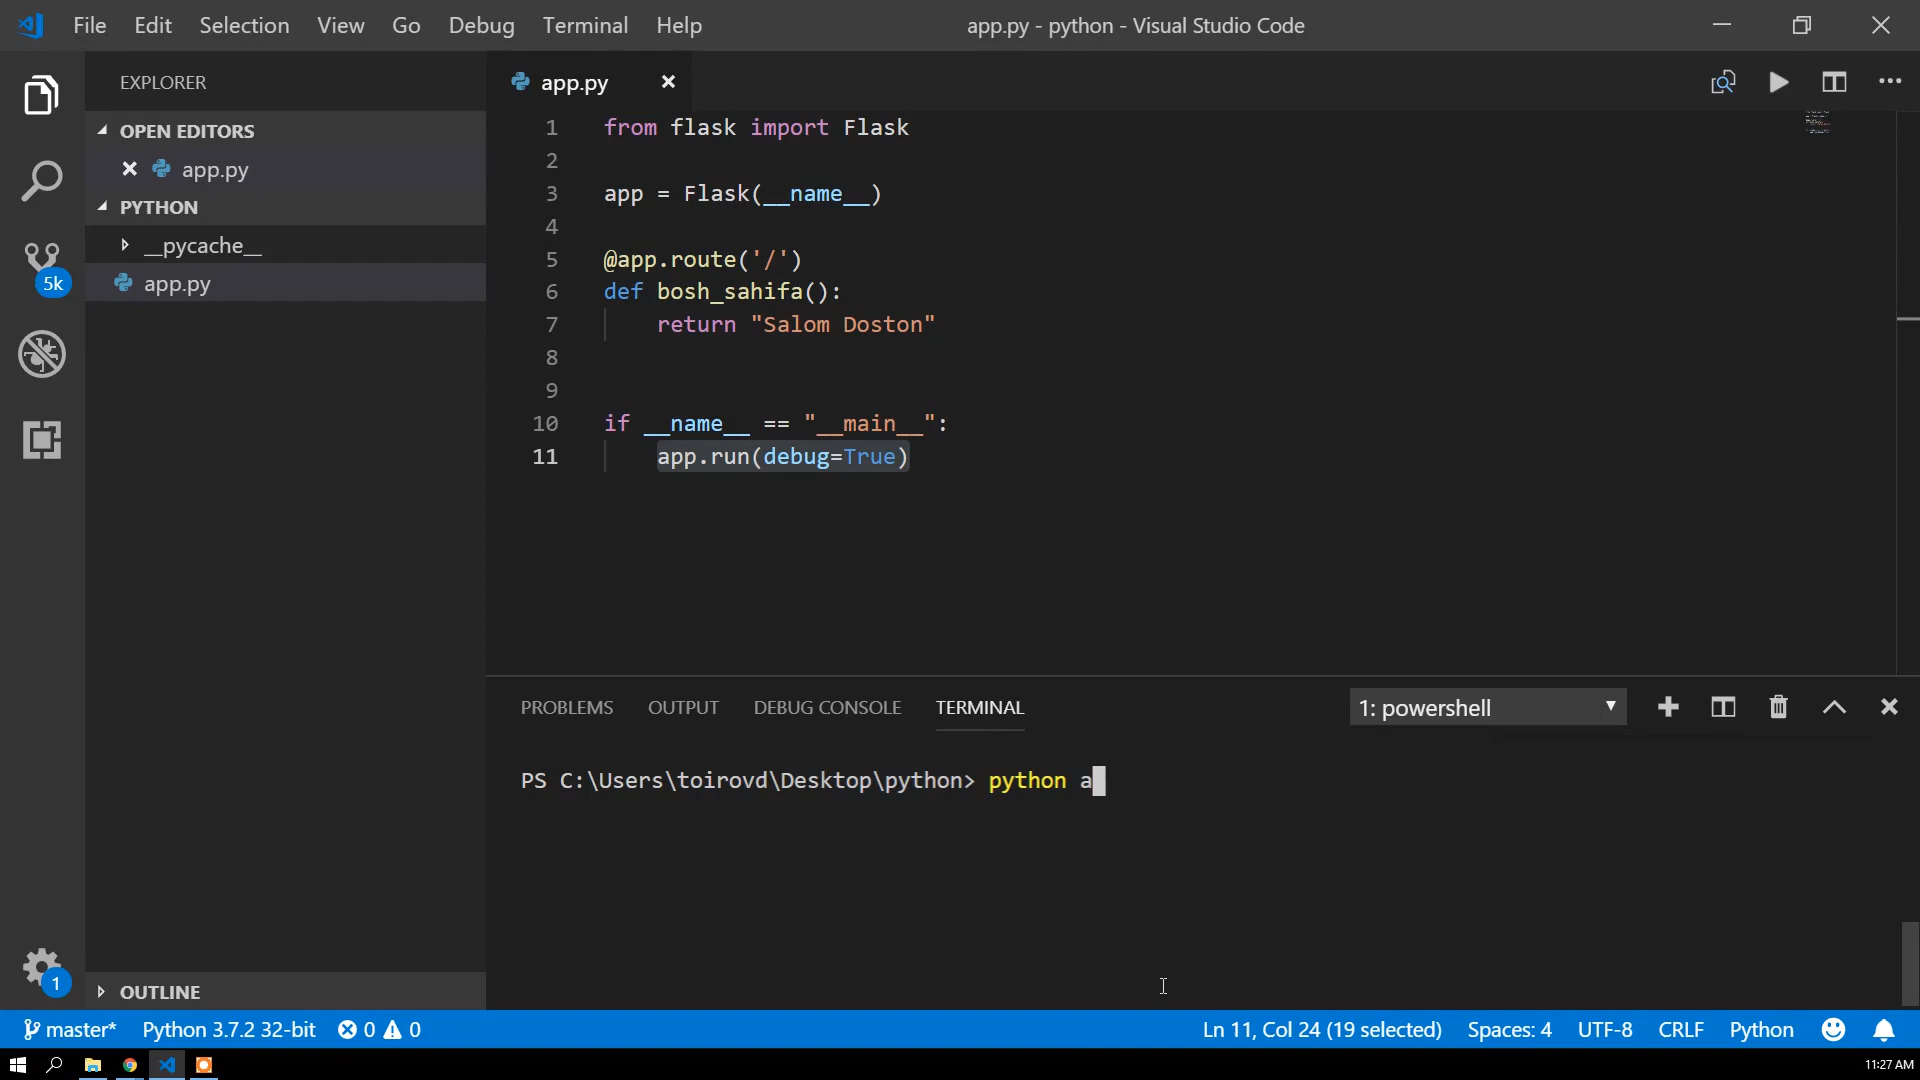 File Edit Selection View Go Debug Terminal Help
app.py - python - Visual Studio Code
EXPLORER
OPEN EDITORS
app.py
PYTHON
__pycache__
app.py
OUTLINE
5k
1
app.py
1 from flask import Flask
2
3 app = Flask(__name__)
4
5 @app.route('/')
6 def bosh_sahifa():
7 return "Salom Doston"
8
9
10 if __name__ == "__main__":
11 app.run(debug=True)
PROBLEMS OUTPUT DEBUG CONSOLE TERMINAL
1: powershell
PS C:\Users\toirovd\Desktop\python> python a
master* Python 3.7.2 32-bit 0 0
Ln 11, Col 24 (19 selected) Spaces: 4 UTF-8 CRLF Python
11:27 AM